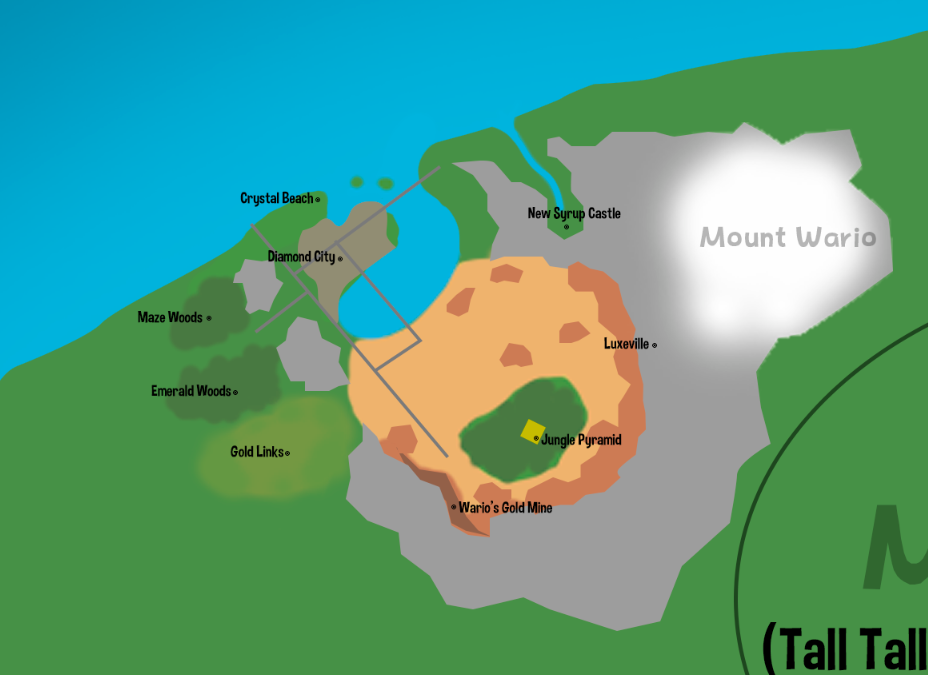 Crystal Beach
New Syrup Castle
Mount Wario
Diamond City
Maze Woods
Luxeville
Emerald Woods
Jungle Pyramid
Gold Links
Wario's Gold Mine
(Tall Tall